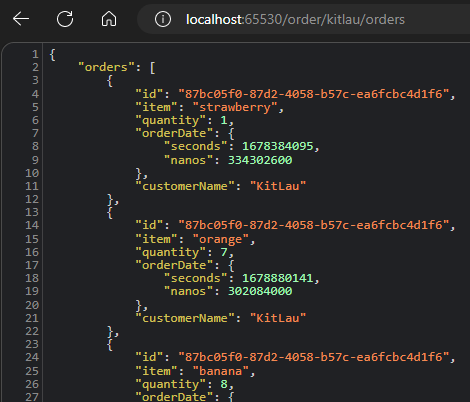 localhost:65530/order/kitlau/orders
1 {
2 "orders": [
3 {
4 "id": "87bc05f0-87d2-4058-b57c-ea6fcbc4d1f6",
5 "item": "strawberry",
6 "quantity": 1,
7 "orderDate": {
8 "seconds": 1678384095,
9 "nanos": 334302600
10 },
11 "customerName": "KitLau"
12 },
13 {
14 "id": "87bc05f0-87d2-4058-b57c-ea6fcbc4d1f6",
15 "item": "orange",
16 "quantity": 7,
17 "orderDate": {
18 "seconds": 1678880141,
19 "nanos": 302084000
20 },
21 "customerName": "KitLau"
22 },
23 {
24 "id": "87bc05f0-87d2-4058-b57c-ea6fcbc4d1f6",
25 "item": "banana",
26 "quantity": 8,
27 "orderDate": {